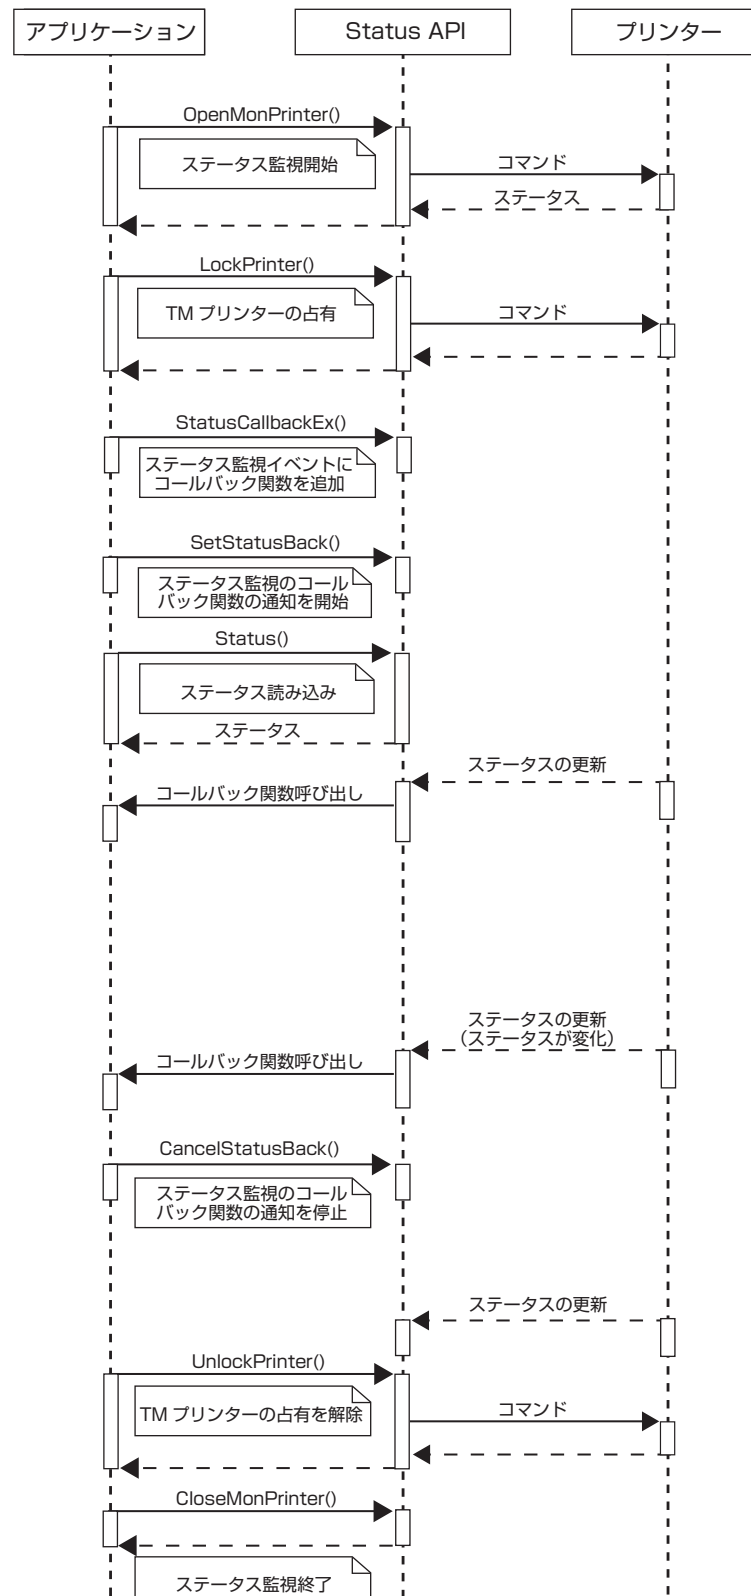 アプリケーション
Status API
プリンター
OpenMonPrinter()
ステータス監視開始
コマンド
ステータス
LockPrinter()
TM プリンターの占有
コマンド
StatusCallbackEx()
ステータス監視イベントに
コールバック関数を追加
SetStatusBack()
ステータス監視のコール
バック関数の通知を開始
Status()
ステータス読み込み
ステータス
ステータスの更新
コールバック関数呼び出し
ステータスの更新
（ステータスが変化）
コールバック関数呼び出し
CancelStatusBack()
ステータス監視のコール
バック関数の通知を停止
ステータスの更新
UnlockPrinter()
TM プリンターの占有を解除
コマンド
CloseMonPrinter()
ステータス監視終了